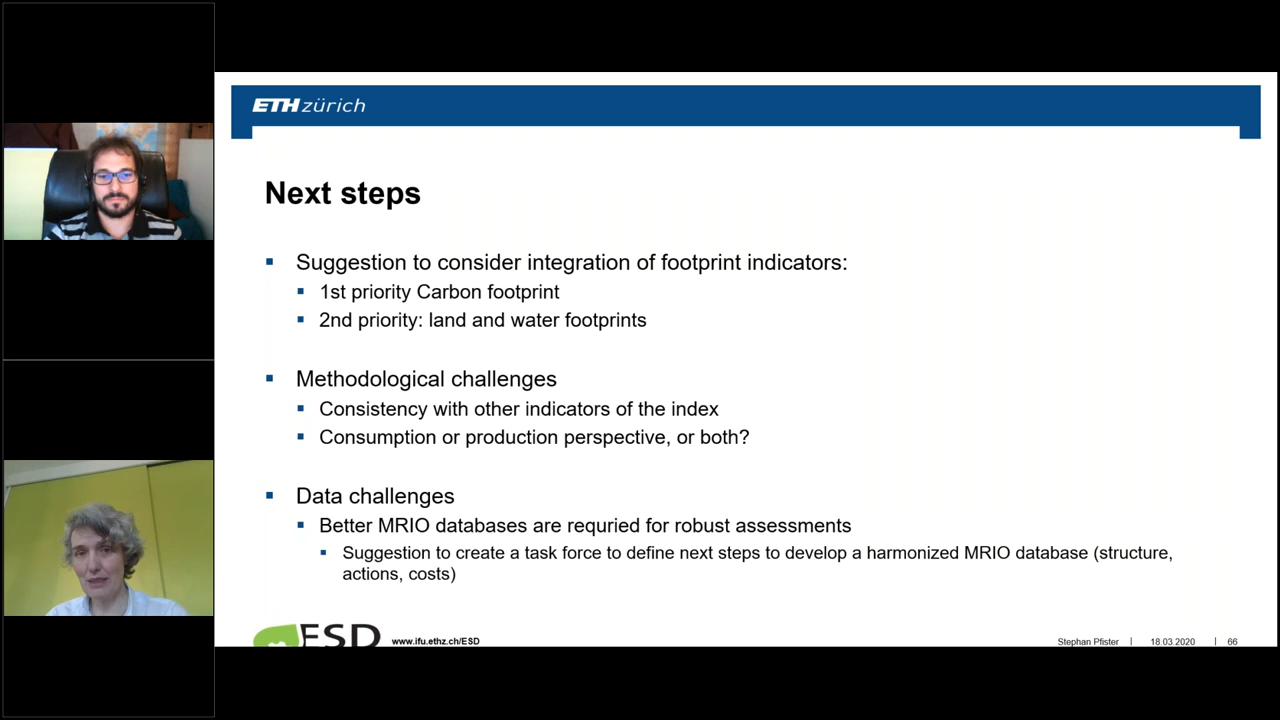 ETH zürich
Next steps
Suggestion to consider integration of footprint indicators:
1st priority Carbon footprint
2nd priority: land and water footprints
Methodological challenges
Consistency with other indicators of the index
Consumption or production perspective, or both?
Data challenges
Better MRIO databases are requried for robust assessments
Suggestion to create a task force to define next steps to develop a harmonized MRIO database (structure,
actions, costs)
ESD www.ifu.ethz.ch/ESD Stephan Pfister | 18.03.2020 | 66